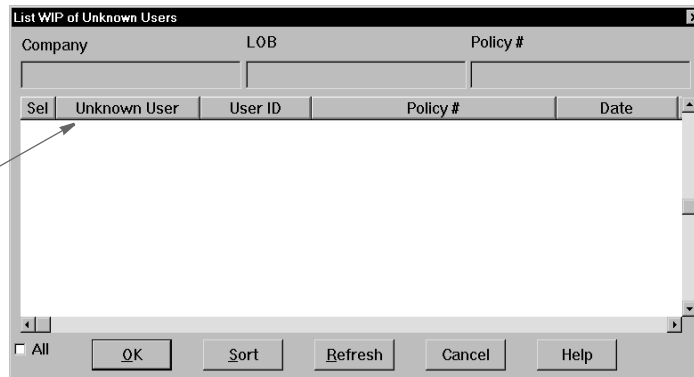 List WIP of Unknown Users
Company LOB Policy #
Sel Unknown User User ID Policy # Date
All OK Sort Refresh Cancel Help